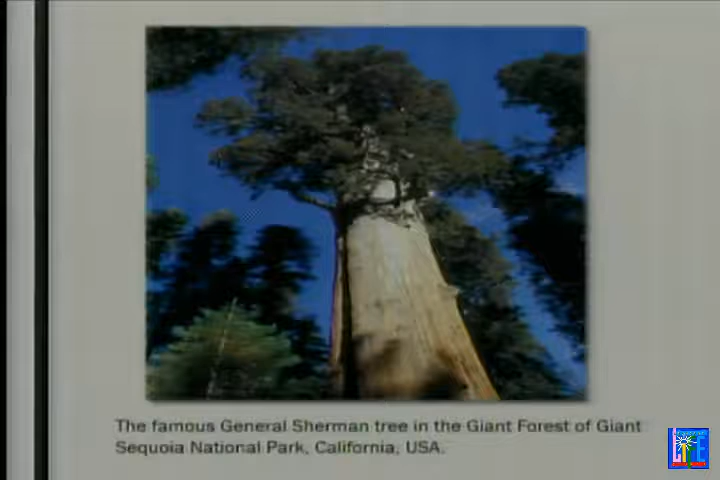 The famous General Sherman tree in the Giant Forest of Giant
Sequoia National Park, California, USA.